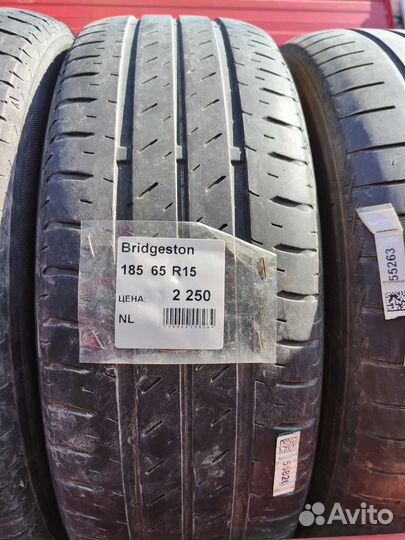 Bridgeston
185 65 R15
ЦЕНА: 2 250
NL
55263
Avito